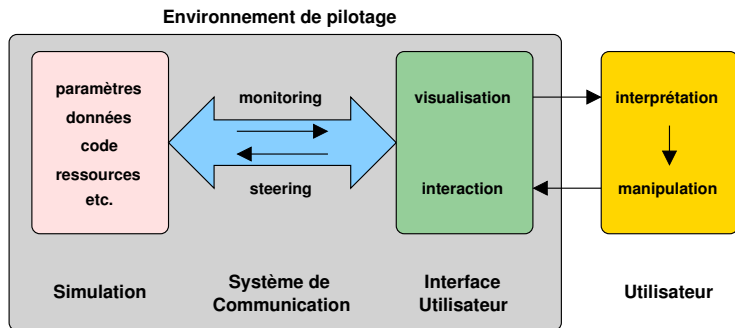 Environnement de pilotage
paramètres
données
code
ressources
etc.
monitoring
steering
visualisation
interaction
interprétation
manipulation
Simulation
Système de
Communication
Interface
Utilisateur
Utilisateur